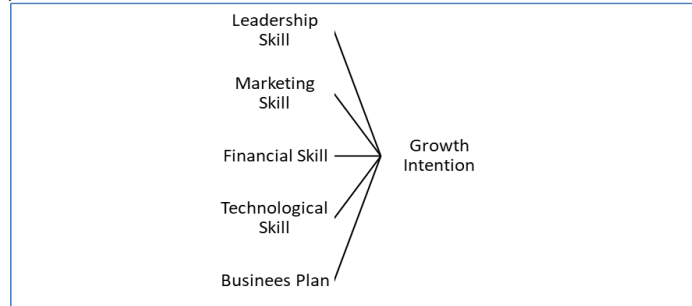 Leadership
Skill
Marketing
Skill
Financial Skill
Growth
Intention
Technological
Skill
Businees Plan